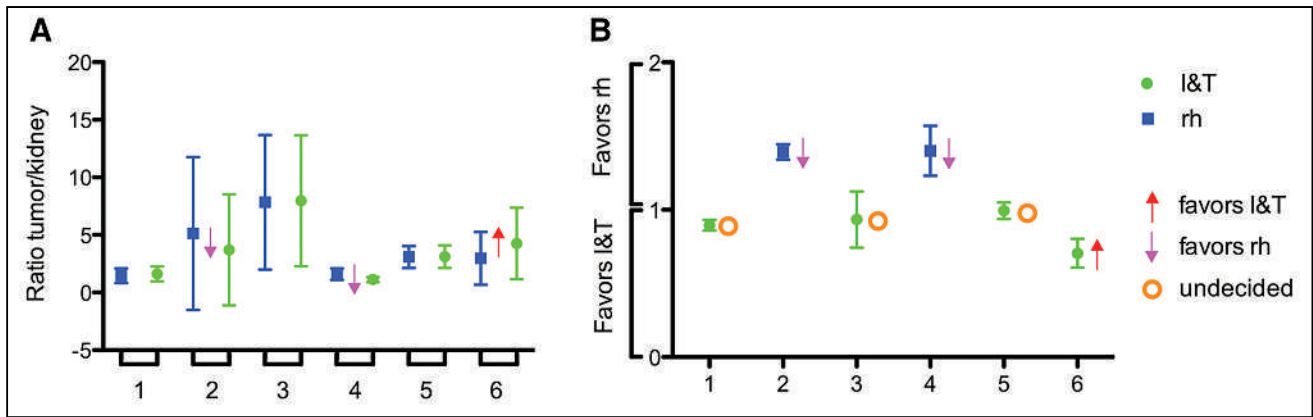 A
Ratio tumor/kidney
20
15
10
5
0
-5
1 2 3 4 5 6
B
Favors rh
Favors I&T
2
1
0
1 2 3 4 5 6
I&T
rh
favors I&T
favors rh
undecided